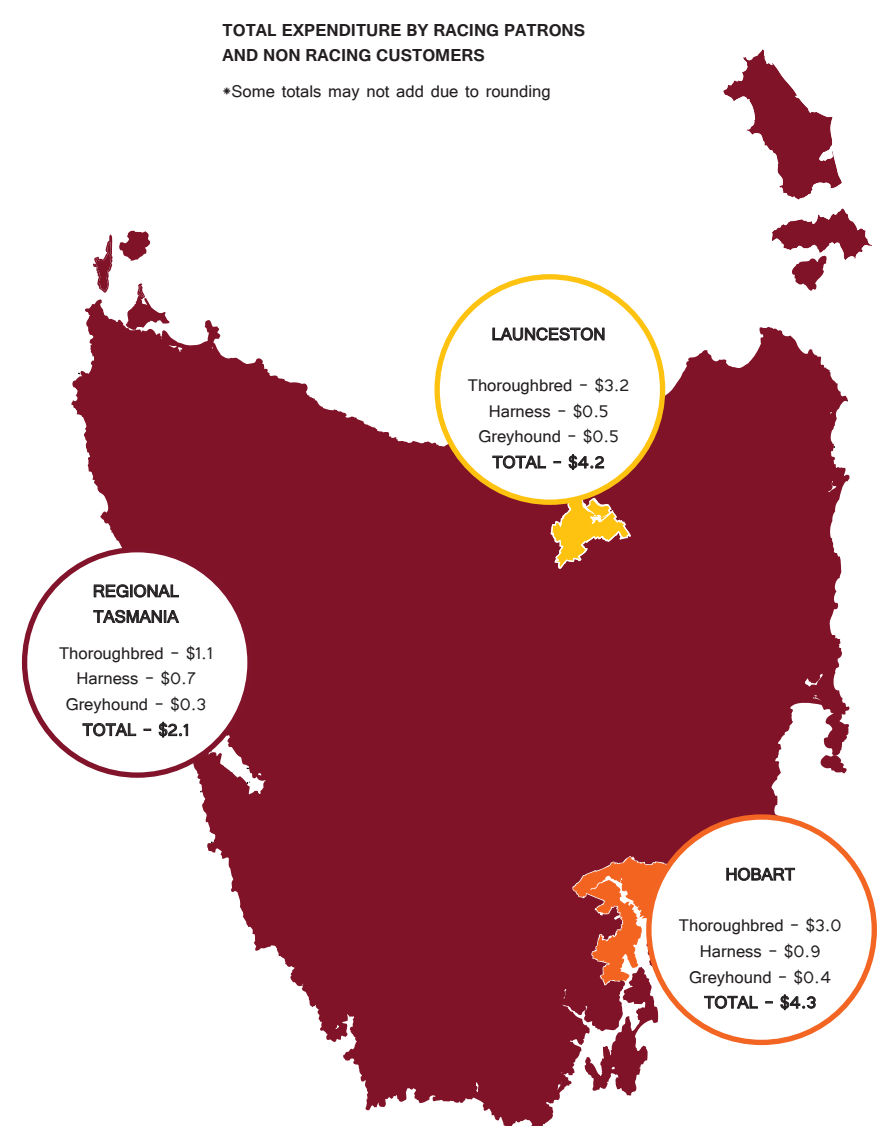 TOTAL EXPENDITURE BY RACING PATRONS
AND NON RACING CUSTOMERS
*Some totals may not add due to rounding
LAUNCESTON
Thoroughbred – $3.2
Harness – $0.5
Greyhound – $0.5
TOTAL – $4.2
REGIONAL
TASMANIA
Thoroughbred – $1.1
Harness – $0.7
Greyhound – $0.3
TOTAL – $2.1
HOBART
Thoroughbred – $3.0
Harness – $0.9
Greyhound – $0.4
TOTAL – $4.3